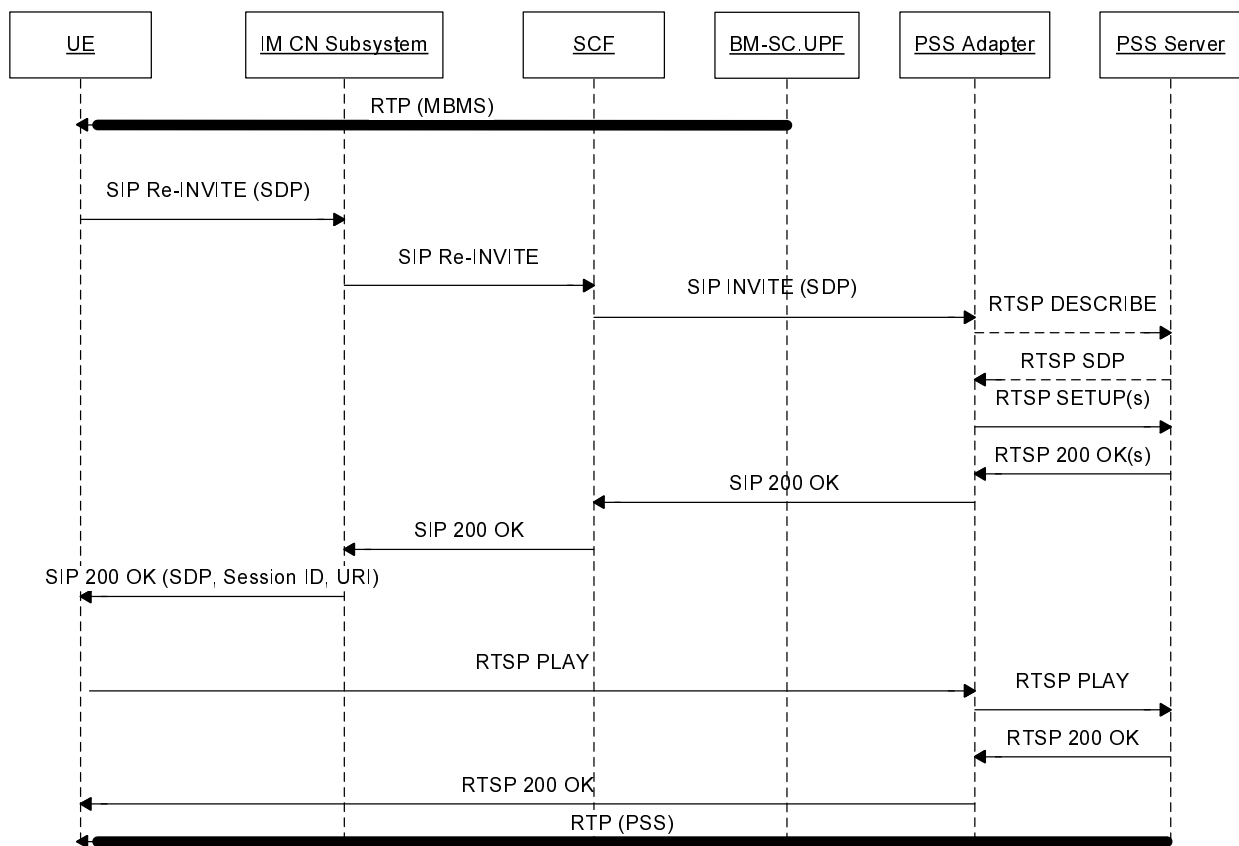 UE
IM CN Subsystem
SCF
BM-SC.UPF
PSS Adapter
PSS Server
RTP (MBMS)
SIP Re-INVITE (SDP)
SIP Re-INVITE
SIP INVITE (SDP)
RTSP DESCRIBE
RTSP SDP
RTSP SETUP(s)
RTSP 200 OK(s)
SIP 200 OK
SIP 200 OK
SIP 200 OK (SDP, Session ID, URI)
RTSP PLAY
RTSP PLAY
RTSP 200 OK
RTSP 200 OK
RTP (PSS)